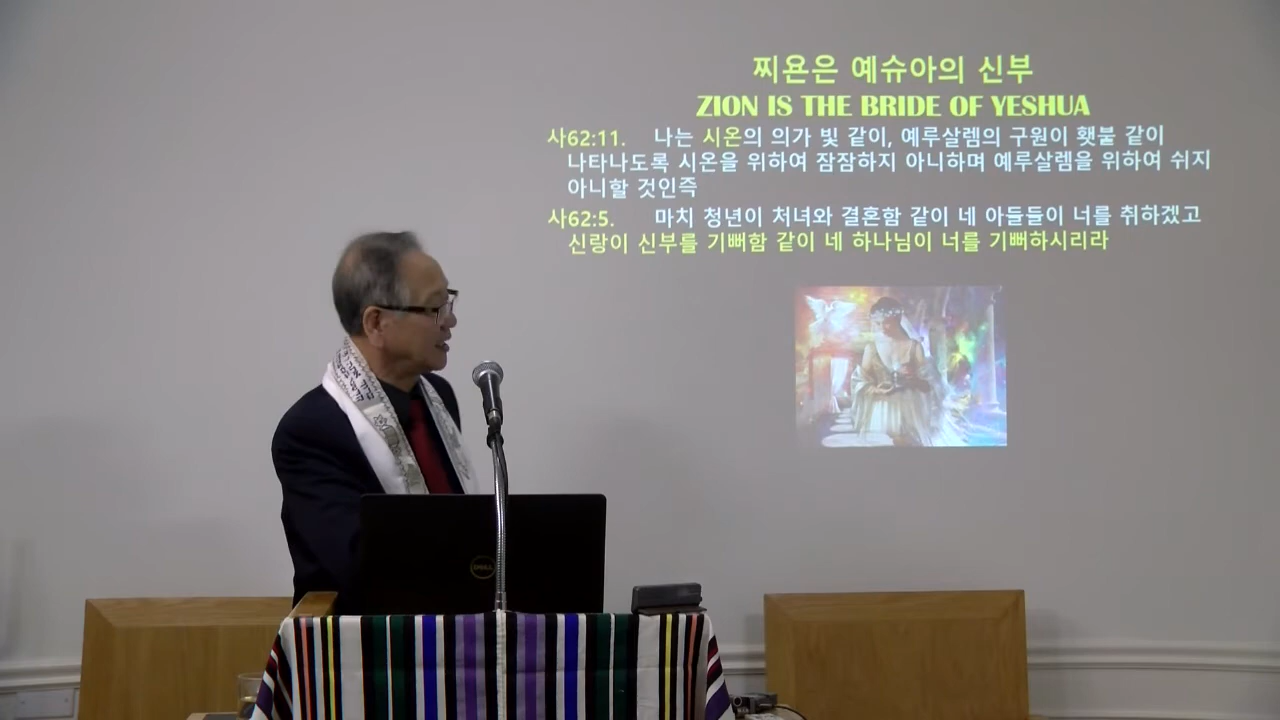 찌욘은 예슈아의 신부
ZION IS THE BRIDE OF YESHUA
사62:11. 나는 시온의 의가 빛 같이, 예루살렘의 구원이 횃불 같이
나타나도록 시온을 위하여 잠잠하지 아니하며 예루살렘을 위하여 쉬지
아니할 것인즉
사62:5. 마치 청년이 처녀와 결혼함 같이 네 아들들이 너를 취하겠고
신랑이 신부를 기뻐함 같이 네 하나님이 너를 기뻐하시리라
DELL